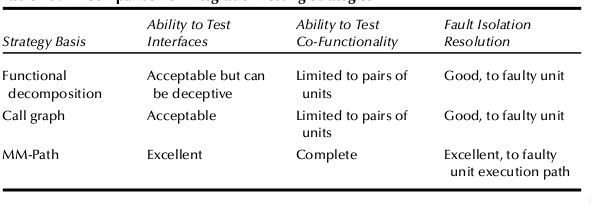 Ability to Test
Ability to Test
Fault Isolation
Strategy Basis
Interfaces
Co-Functionality
Resolution
Functional
decomposition
Acceptable but can
be deceptive
Limited to pairs of
units
Good, to faulty unit
Call graph
Acceptable
Limited to pairs of
units
Good, to faulty unit
MM-Path
Excellent
Complete
Excellent, to faulty
unit execution path